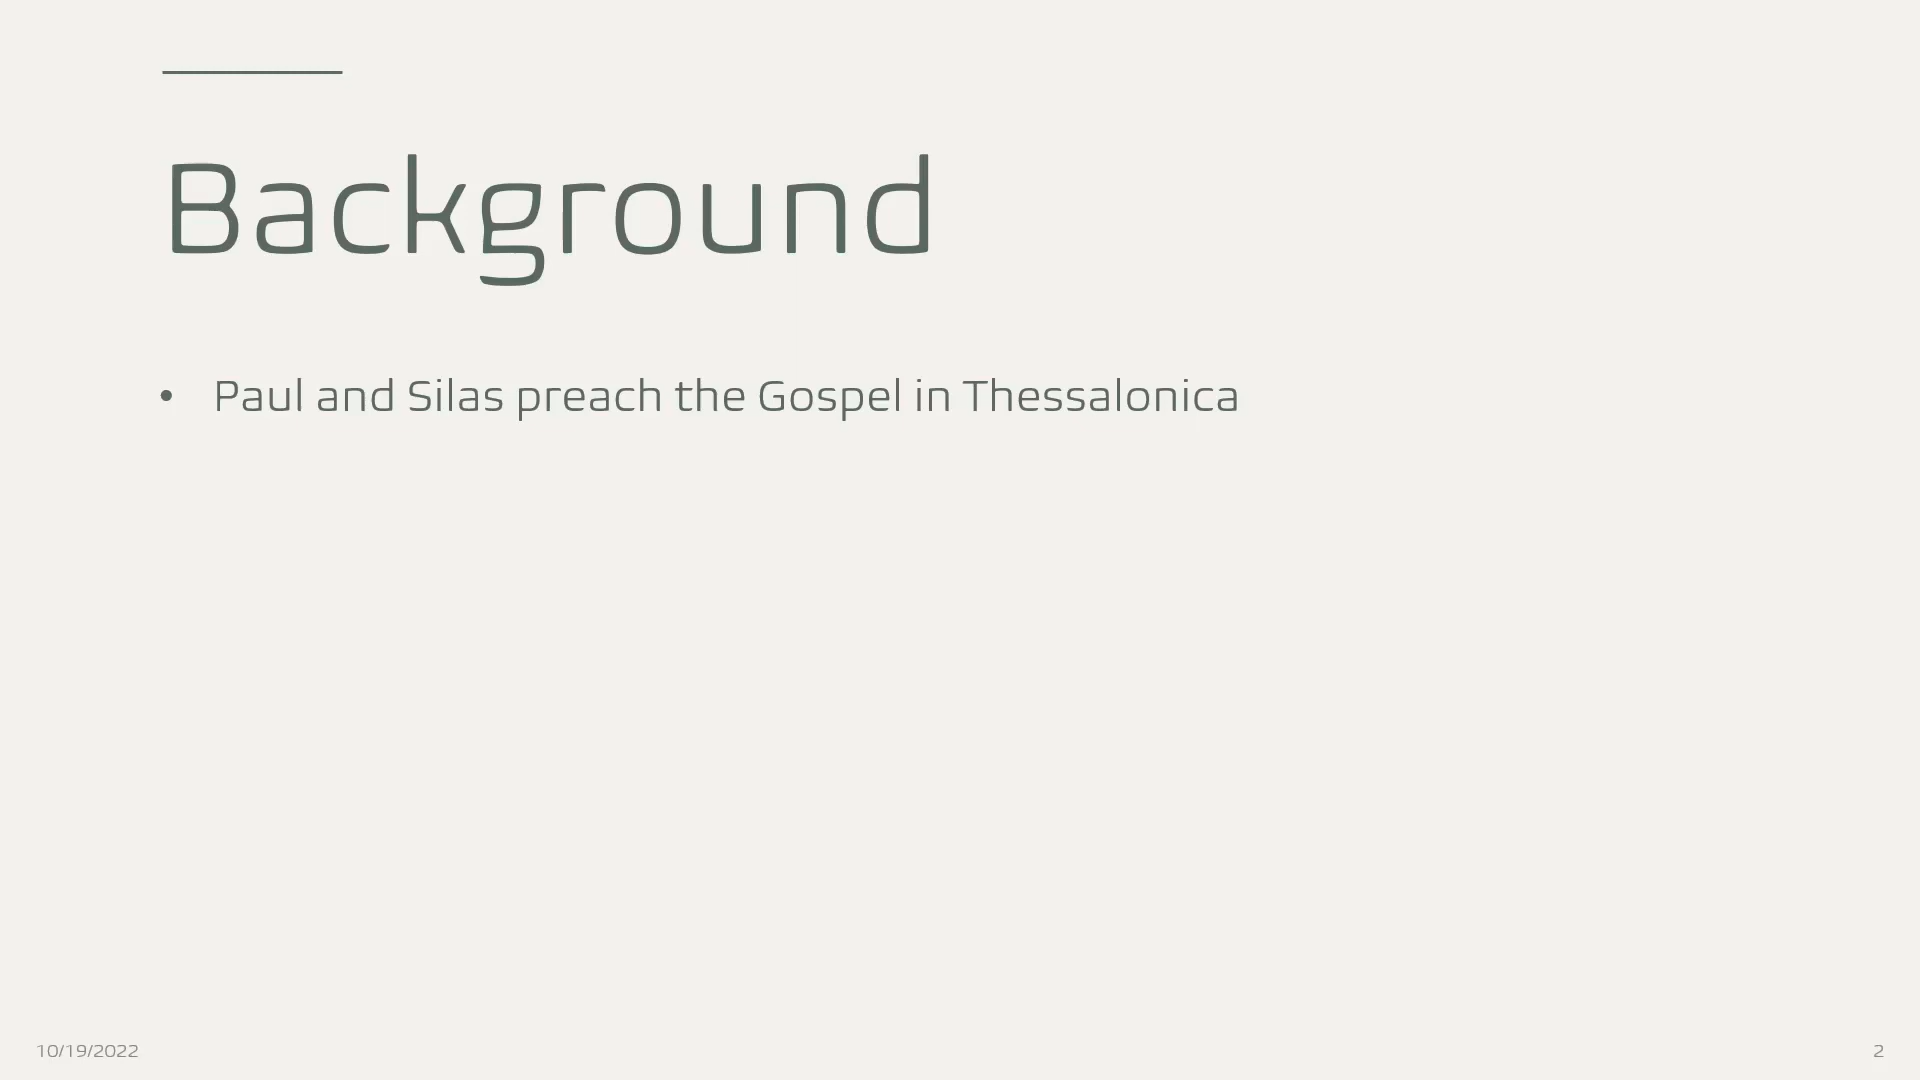 Background
• Paul and Silas preach the Gospel in Thessalonica
10/19/2022
2